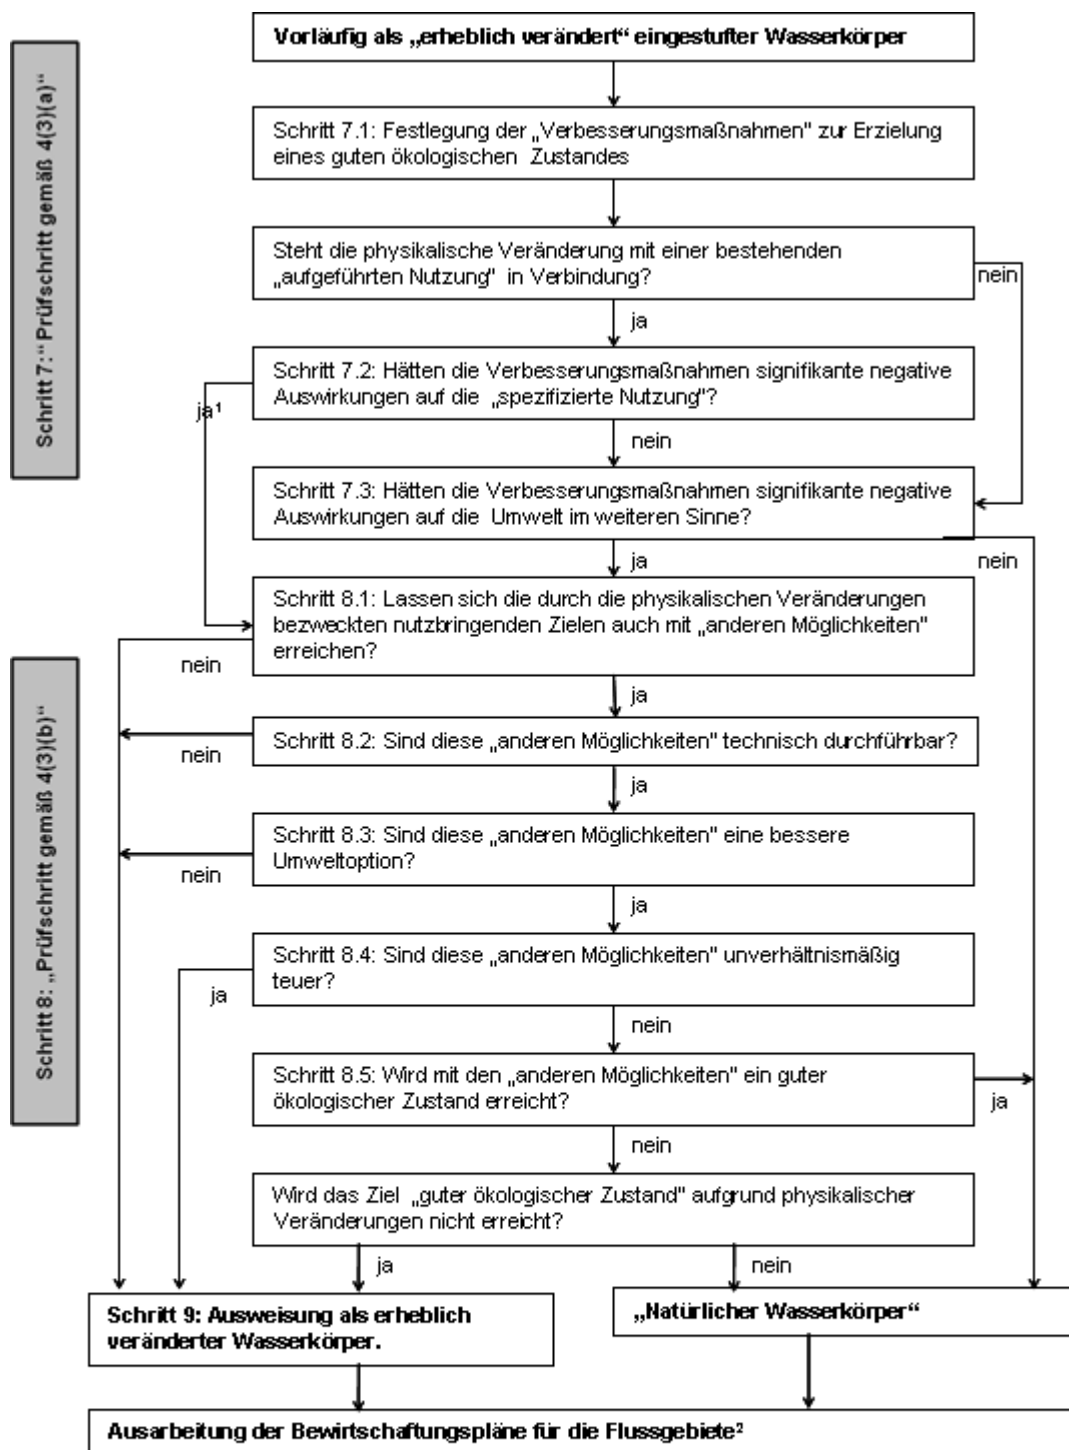 Vorläufig als „erheblich verändert“ eingestufter Wasserkörper
Schritt 7:“ Prüfschritt gemäß 4(3)(a)“
Schritt 7.1: Festlegung der „Verbesserungsmaßnahmen" zur Erzielung
eines guten ökologischen Zustandes
Steht die physikalische Veränderung mit einer bestehenden
„aufgeführten Nutzung" in Verbindung?
nein
ja
Schritt 7.2: Hätten die Verbesserungsmaßnahmen signifikante negative
Auswirkungen auf die „spezifizierte Nutzung"?
ja¹
nein
Schritt 7.3: Hätten die Verbesserungsmaßnahmen signifikante negative
Auswirkungen auf die Umwelt im weiteren Sinne?
ja
nein
Schritt 8.1: Lassen sich die durch die physikalischen Veränderungen
bezweckten nutzbringenden Zielen auch mit „anderen Möglichkeiten"
erreichen?
nein
ja
Schritt 8: „Prüfschritt gemäß 4(3)(b)“
Schritt 8.2: Sind diese „anderen Möglichkeiten" technisch durchführbar?
nein
ja
Schritt 8.3: Sind diese „anderen Möglichkeiten" eine bessere
Umweltoption?
nein
ja
Schritt 8.4: Sind diese „anderen Möglichkeiten" unverhältnismäßig
teuer?
ja
nein
Schritt 8.5: Wird mit den „anderen Möglichkeiten" ein guter
ökologischer Zustand erreicht?
ja
nein
Wird das Ziel „guter ökologischer Zustand" aufgrund physikalischer
Veränderungen nicht erreicht?
ja
nein
Schritt 9: Ausweisung als erheblich
veränderter Wasserkörper.
„Natürlicher Wasserkörper“
Ausarbeitung der Bewirtschaftungspläne für die Flussgebiete²